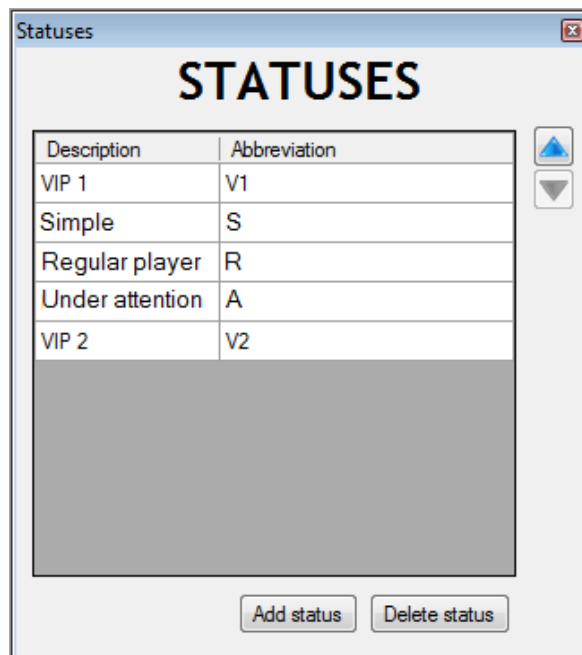 Statuses
STATUSES
Description Abbreviation
VIP 1 V1
Simple S
Regular player R
Under attention A
VIP 2 V2
Add status Delete status